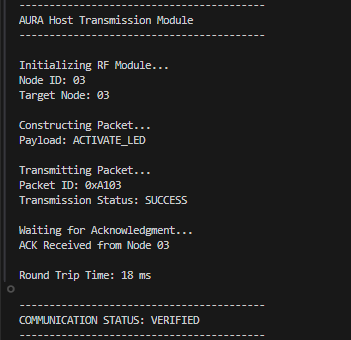 -----------------------------------------
AURA Host Transmission Module
-----------------------------------------
Initializing RF Module...
Node ID: 03
Target Node: 03
Constructing Packet...
Payload: ACTIVATE_LED
Transmitting Packet...
Packet ID: 0xA103
Transmission Status: SUCCESS
Waiting for Acknowledgment...
ACK Received from Node 03
Round Trip Time: 18 ms
-----------------------------------------
COMMUNICATION STATUS: VERIFIED
-----------------------------------------